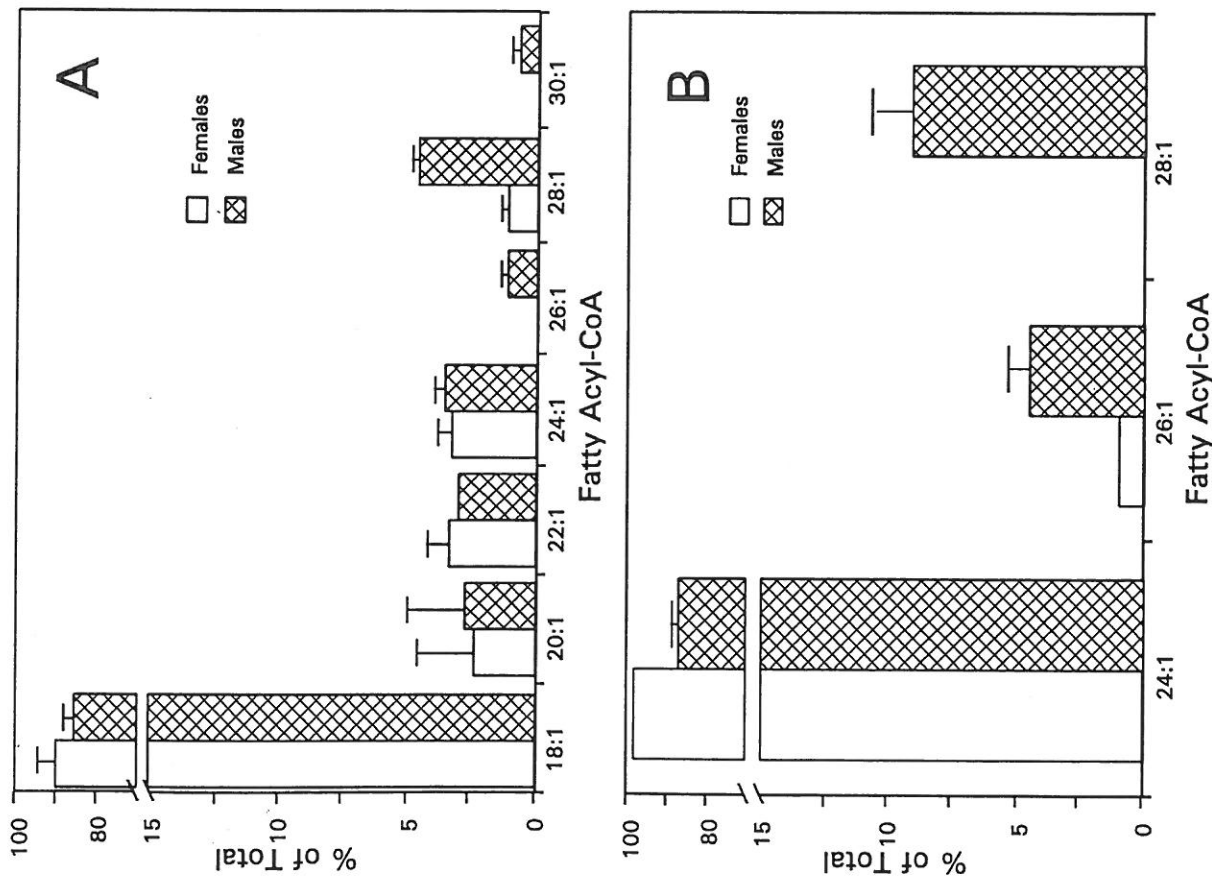 A
% of Total
100
80
15
10
5
0
Females
Males
18:1 20:1 22:1 24:1 26:1 28:1 30:1
Fatty Acyl-CoA
B
% of Total
100
80
15
10
5
0
Females
Males
24:1 26:1 28:1
Fatty Acyl-CoA